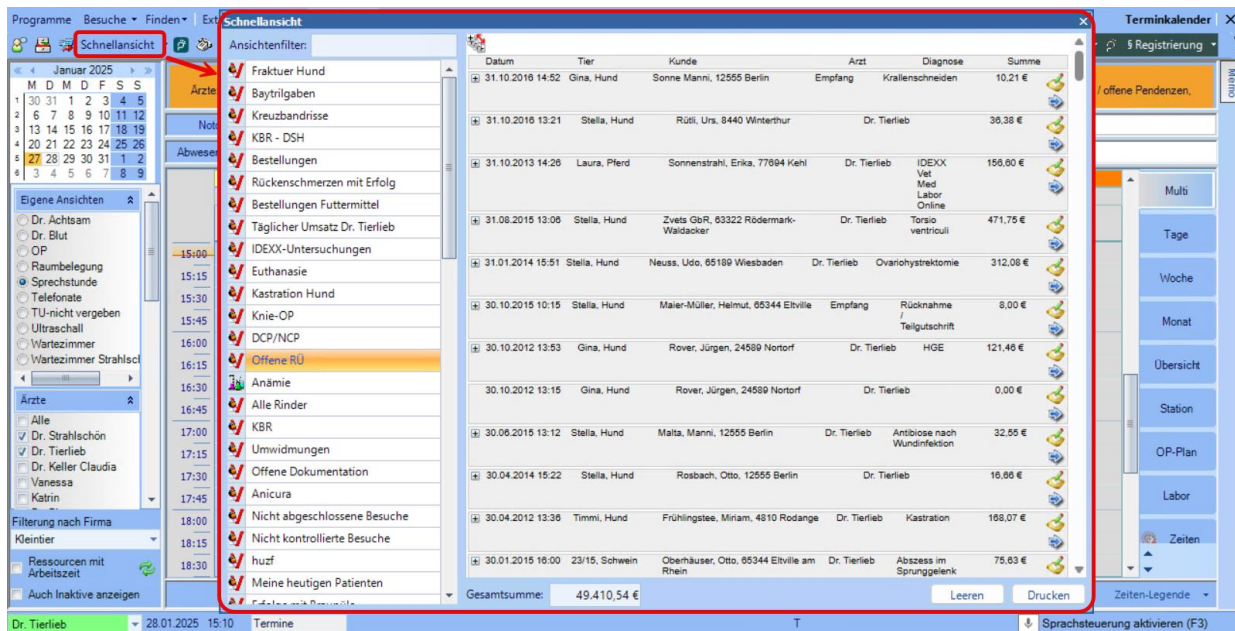 Programme Besuche Finden Ext
Terminkalender
Schnellansicht
§ Registrierung
Januar 2025
M D M D F S S
1 30 31 1 2 3 4 5
2 6 7 8 9 10 11 12
3 13 14 15 16 17 18 19
4 20 21 22 23 24 25 26
5 27 28 29 30 31 1 2
6 3 4 5 6 7 8 9
Eigene Ansichten
Dr. Achtsam
Dr. Blut
OP
Raumbelegung
Sprechstunde
Telefonate
TU-nicht vergeben
Ultraschall
Wartezimmer
Wartezimmer Strahlscl
Ärzte
Alle
Dr. Strahlschön
Dr. Tierlieb
Dr. Keller Claudia
Vanessa
Katrin
Filterung nach Firma
Kleintier
Ressourcen mit
Arbeitszeit
Auch Inaktive anzeigen
Ärzte
/ offene Pendenzen,
Memo
Abwese
15:00
15:15
15:30
15:45
16:00
16:15
16:30
16:45
17:00
17:15
17:30
17:45
18:00
18:15
18:30
Schnellansicht
Ansichtenfilter:
Fraktuer Hund
Baytrilgaben
Kreuzbandrisse
KBR - DSH
Bestellungen
Rückenschmerzen mit Erfolg
Bestellungen Futtermittel
Täglicher Umsatz Dr. Tierlieb
IDEXX-Untersuchungen
Euthanasie
Kastration Hund
Knie-OP
DCP/NCP
Offene RÜ
Anämie
Alle Rinder
KBR
Umwidmungen
Offene Dokumentation
Anicura
Nicht abgeschlossene Besuche
Nicht kontrollierte Besuche
huzf
Meine heutigen Patienten
Datum Tier Kunde Arzt Diagnose Summe
31.10.2016 14:52 Gina, Hund Sonne Manni, 12555 Berlin Empfang Krallenschneiden 10,21 €
31.10.2016 13:21 Stella, Hund Rütli, Urs, 8440 Winterthur Dr. Tierlieb 36,38 €
31.10.2013 14:26 Laura, Pferd Sonnenstrahl, Erika, 77694 Kehl Dr. Tierlieb IDEXX 156,60 €
Vet
Med
Labor
Online
31.08.2015 13:06 Stella, Hund Zvets GbR, 63322 Rödermark- Dr. Tierlieb Torsio 471,75 €
Waldacker ventriculi
31.01.2014 15:51 Stella, Hund Neuss, Udo, 65189 Wiesbaden Dr. Tierlieb Ovariohystrektomie 312,08 €
30.10.2015 10:15 Stella, Hund Maier-Müller, Helmut, 65344 Eltville Empfang Rücknahme 8,00 €
/
Teilgutschrift
30.10.2012 13:53 Gina, Hund Rover, Jürgen, 24589 Nortorf Dr. Tierlieb HGE 121,46 €
30.10.2012 13:15 Gina, Hund Rover, Jürgen, 24589 Nortorf Dr. Tierlieb 0,00 €
30.06.2015 13:12 Stella, Hund Malta, Manni, 12555 Berlin Dr. Tierlieb Antibiose nach 32,55 €
Wundinfektion
30.04.2014 15:22 Stella, Hund Rosbach, Otto, 12555 Berlin Dr. Tierlieb 16,66 €
30.04.2012 13:36 Timmi, Hund Frühlingstee, Miriam, 4810 Rodange Dr. Tierlieb Kastration 168,07 €
30.01.2015 16:00 23/15, Schwein Oberhäuser, Otto, 65344 Eltville am Dr. Tierlieb Abszess im 75,63 €
Rhein Sprunggelenk
Gesamtsumme: 49.410,54 €
Leeren Drucken
Multi
Tage
Woche
Monat
Übersicht
Station
OP-Plan
Labor
Zeiten
Zeiten-Legende
Dr. Tierlieb 28.01.2025 15:10 Termine T Sprachsteuerung aktivieren (F3)